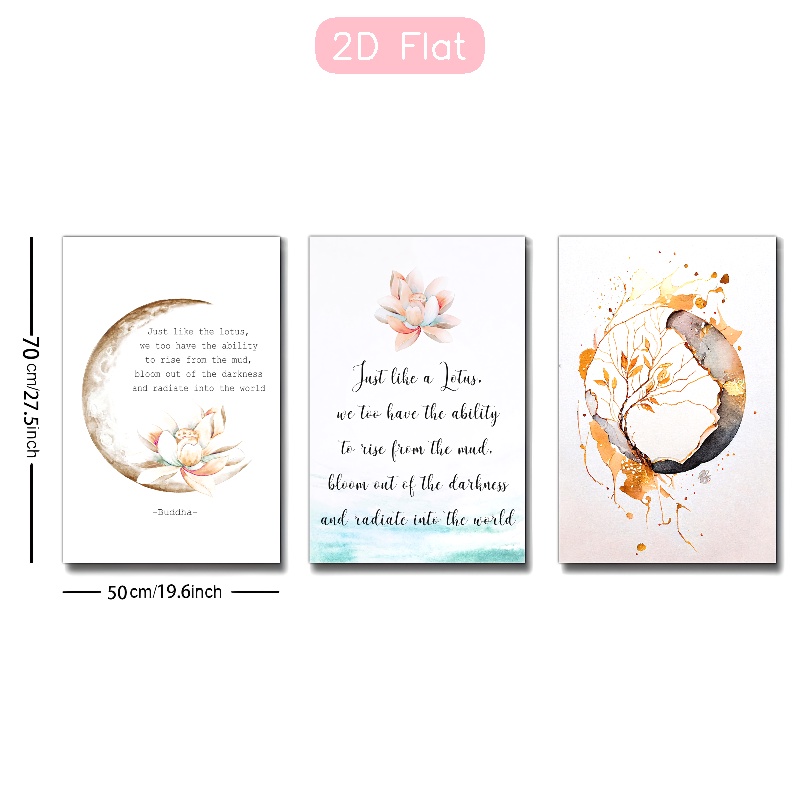 2D Flat
70cm/27.5inch
Just like the lotus,
we too have the ability
to rise from the mud,
bloom out of the darkness
and radiate into the world
-Buddha-
50cm/19.6inch
Just like a Lotus,
we too have the ability
to rise from the mud,
bloom out of the darkness
and radiate into the world